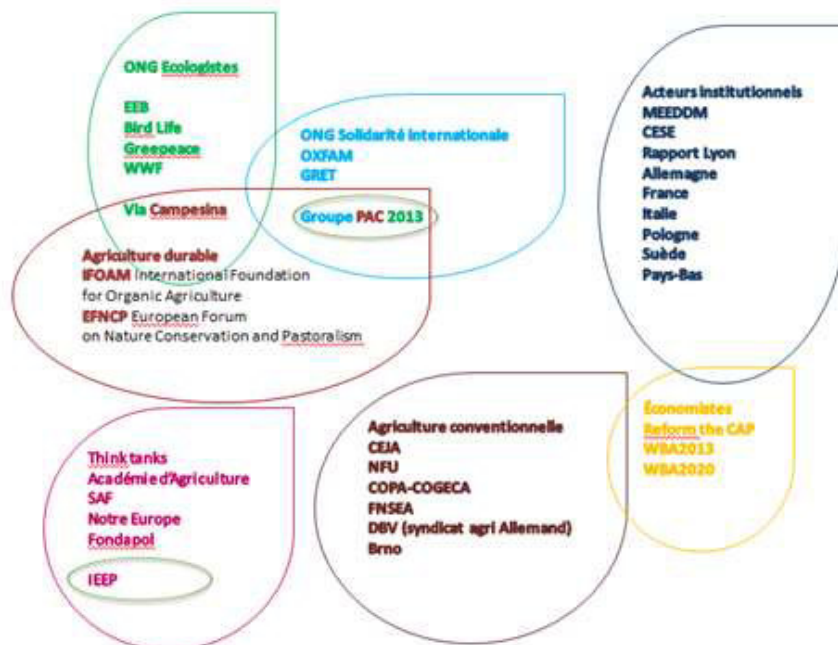 ONG Ecologistes
EEB
Bird Life
Greepeace
WWF
Via Campesina
ONG Solidarité internationale
OXFAM
GRET
Groupe PAC 2013
Agriculture durable
IFOAM International Foundation
for Organic Agriculture
EFNCP European Forum
on Nature Conservation and Pastoralism
Acteurs institutionnels
MEEDDM
CESE
Rapport Lyon
Allemagne
France
Italie
Pologne
Suède
Pays-Bas
Think tanks
Académie d'Agriculture
SAF
Notre Europe
Fondapol
IEEP
Agriculture conventionnelle
CEJA
NFU
COPA-COGECA
FNSEA
DBV (syndicat agri Allemand)
Brno
Économistes
Reform the CAP
WBA2013
WBA2020